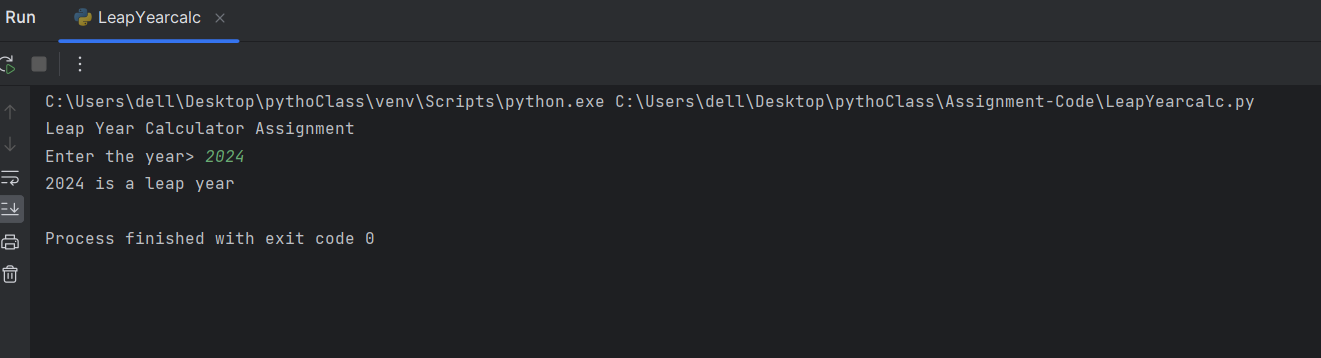 Run LeapYearcalc
C:\Users\dell\Desktop\pythoClass\venv\Scripts\python.exe C:\Users\dell\Desktop\pythoClass\Assignment-Code\LeapYearcalc.py
Leap Year Calculator Assignment
Enter the year> 2024
2024 is a leap year
Process finished with exit code 0